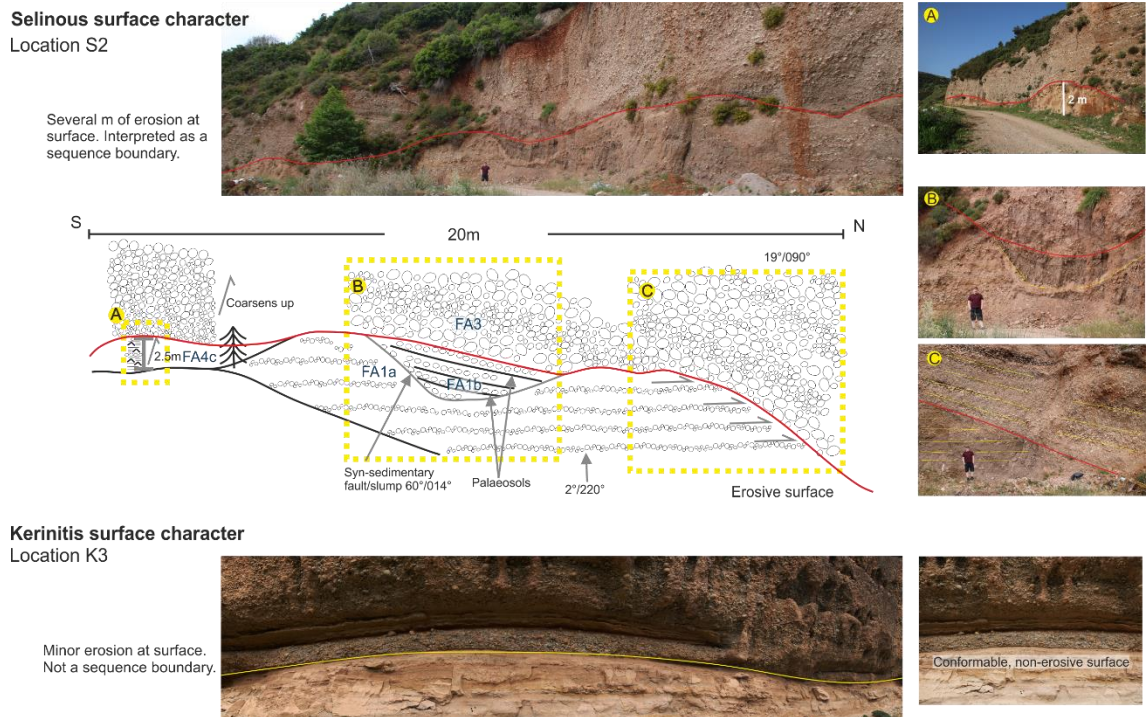 Selinous surface character
Location S2
Several m of erosion at
surface. Interpreted as a
sequence boundary.
A
2 m
B
C
S
20m
N
19°/090°
Coarsens up
A
2.5m
FA4c
B
FA3
FA1a
FA1b
C
Syn-sedimentary
fault/slump 60°/014°
Palaeosols
2°/220°
Erosive surface
Kerinitis surface character
Location K3
Minor erosion at surface.
Not a sequence boundary.
Conformable, non-erosive surface